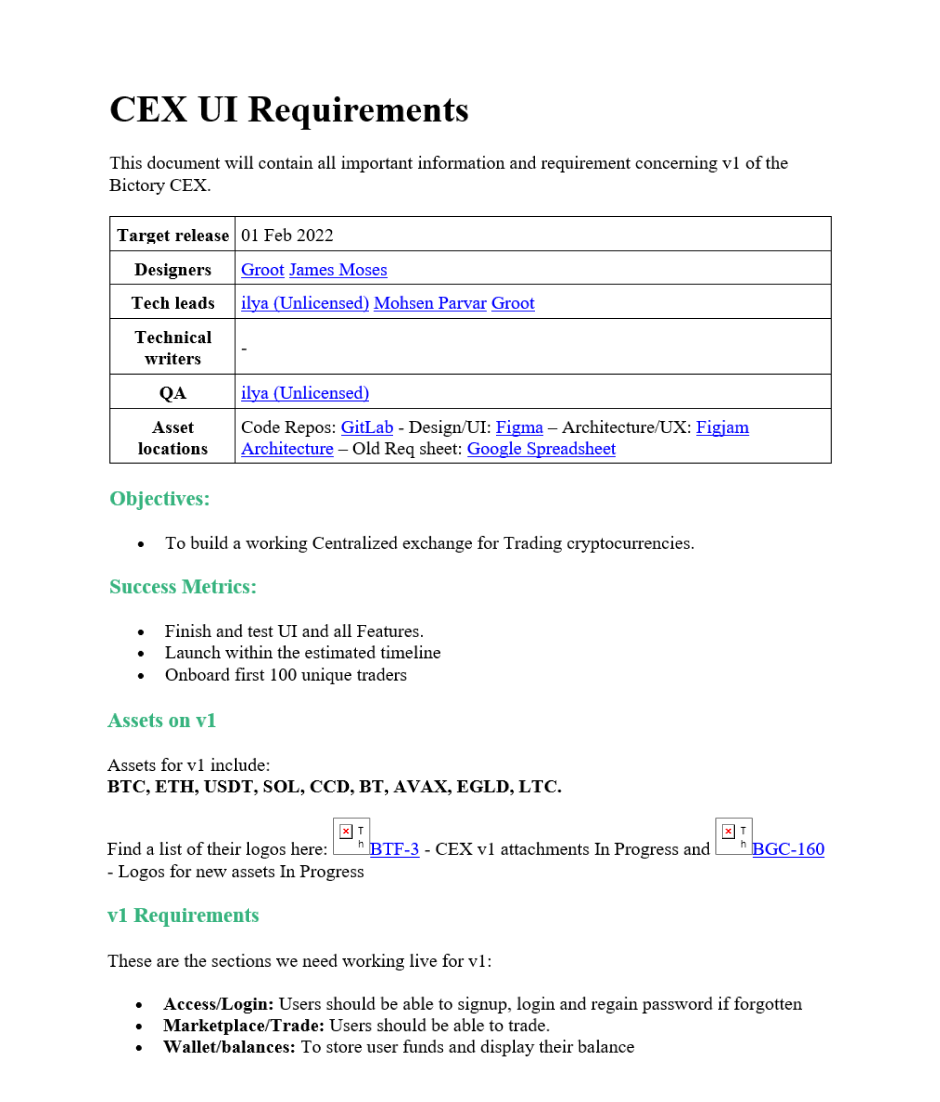 CEX UI Requirements
This document will contain all important information and requirement concerning v1 of the
Bictory CEX.
Target release 01 Feb 2022
Designers Groot James Moses
Tech leads ilya (Unlicensed) Mohsen Parvar Groot
Technical
writers -
QA ilya (Unlicensed)
Asset Code Repos: GitLab - Design/UI: Figma – Architecture/UX: Figjam
locations Architecture – Old Req sheet: Google Spreadsheet
Objectives:
• To build a working Centralized exchange for Trading cryptocurrencies.
Success Metrics:
• Finish and test UI and all Features.
• Launch within the estimated timeline
• Onboard first 100 unique traders
Assets on v1
Assets for v1 include:
BTC, ETH, USDT, SOL, CCD, BT, AVAX, EGLD, LTC.
Find a list of their logos here: Th BTF-3 - CEX v1 attachments In Progress and Th BGC-160
- Logos for new assets In Progress
v1 Requirements
These are the sections we need working live for v1:
• Access/Login: Users should be able to signup, login and regain password if forgotten
• Marketplace/Trade: Users should be able to trade.
• Wallet/balances: To store user funds and display their balance